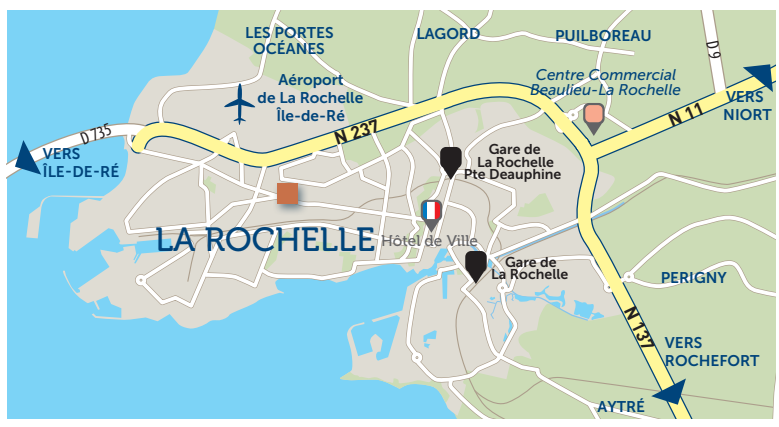 LES PORTES
OCÉANES
LAGORD
PUILBOREAU
D 9
Centre Commercial
Beaulieu-La Rochelle
Aéroport
de La Rochelle
Île-de-Ré
VERS
NIORT
N 11
N 237
D 735
VERS
ÎLE-DE-RÉ
Gare de
La Rochelle
Pte Deauphine
LA ROCHELLE
Hôtel de Ville
Gare de
La Rochelle
PERIGNY
N 137
VERS
ROCHEFORT
AYTRÉ